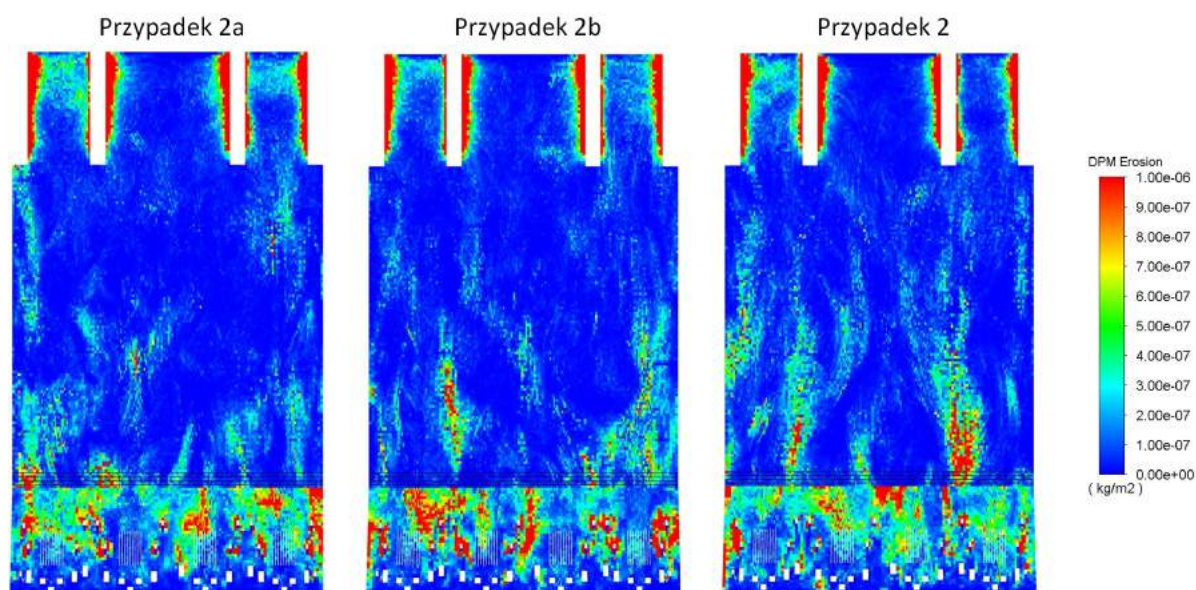 Przypadek 2a
Przypadek 2b
Przypadek 2
DPM Erosion
1.00e-06
9.00e-07
8.00e-07
7.00e-07
6.00e-07
5.00e-07
4.00e-07
3.00e-07
2.00e-07
1.00e-07
0.00e+00
( kg/m2 )